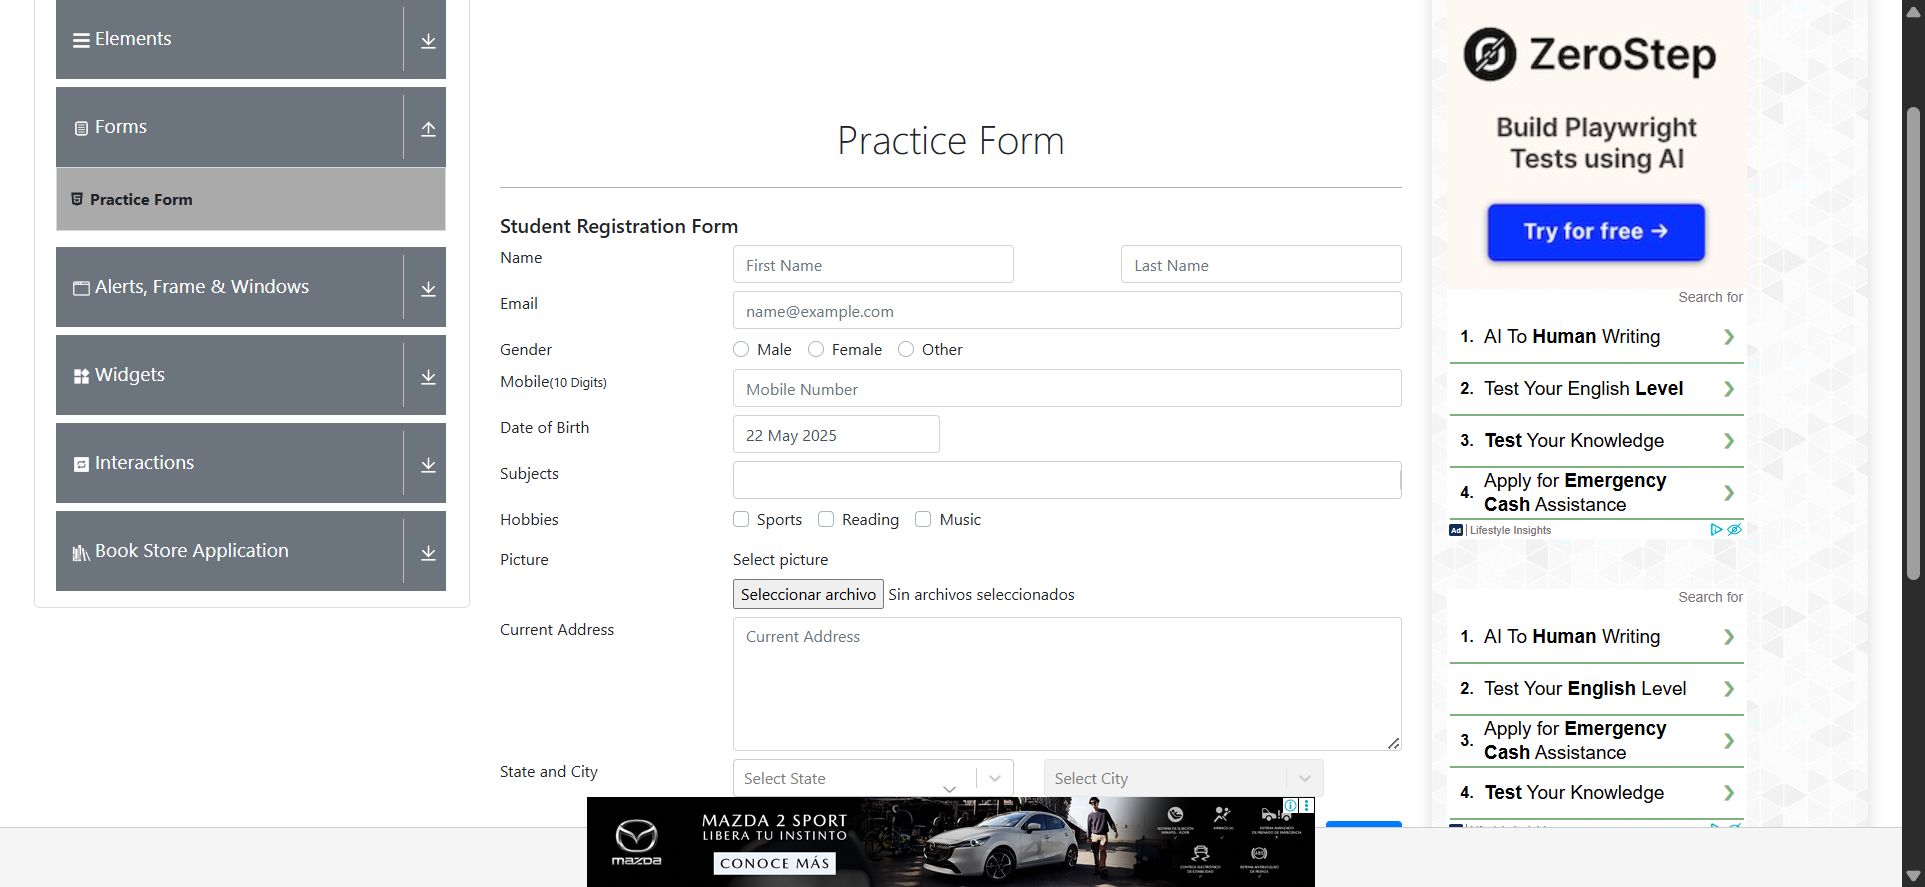 Elements
Forms
Practice Form
Alerts, Frame & Windows
Widgets
Interactions
Book Store Application
Practice Form
Student Registration Form
Name
First Name
Last Name
Email
name@example.com
Gender
Male
Female
Other
Mobile(10 Digits)
Mobile Number
Date of Birth
22 May 2025
Subjects
Hobbies
Sports
Reading
Music
Picture
Select picture
Seleccionar archivo Sin archivos seleccionados
Current Address
Current Address
State and City
Select State
Select City
MAZDA
MAZDA 2 SPORT
LIBERA TU INSTINTO
CONOCE MÁS
ZeroStep
Build Playwright
Tests using AI
Try for free →
Search for
1. AI To Human Writing
2. Test Your English Level
3. Test Your Knowledge
4. Apply for Emergency
Cash Assistance
Ad Lifestyle Insights
Search for
1. AI To Human Writing
2. Test Your English Level
3. Apply for Emergency
Cash Assistance
4. Test Your Knowledge